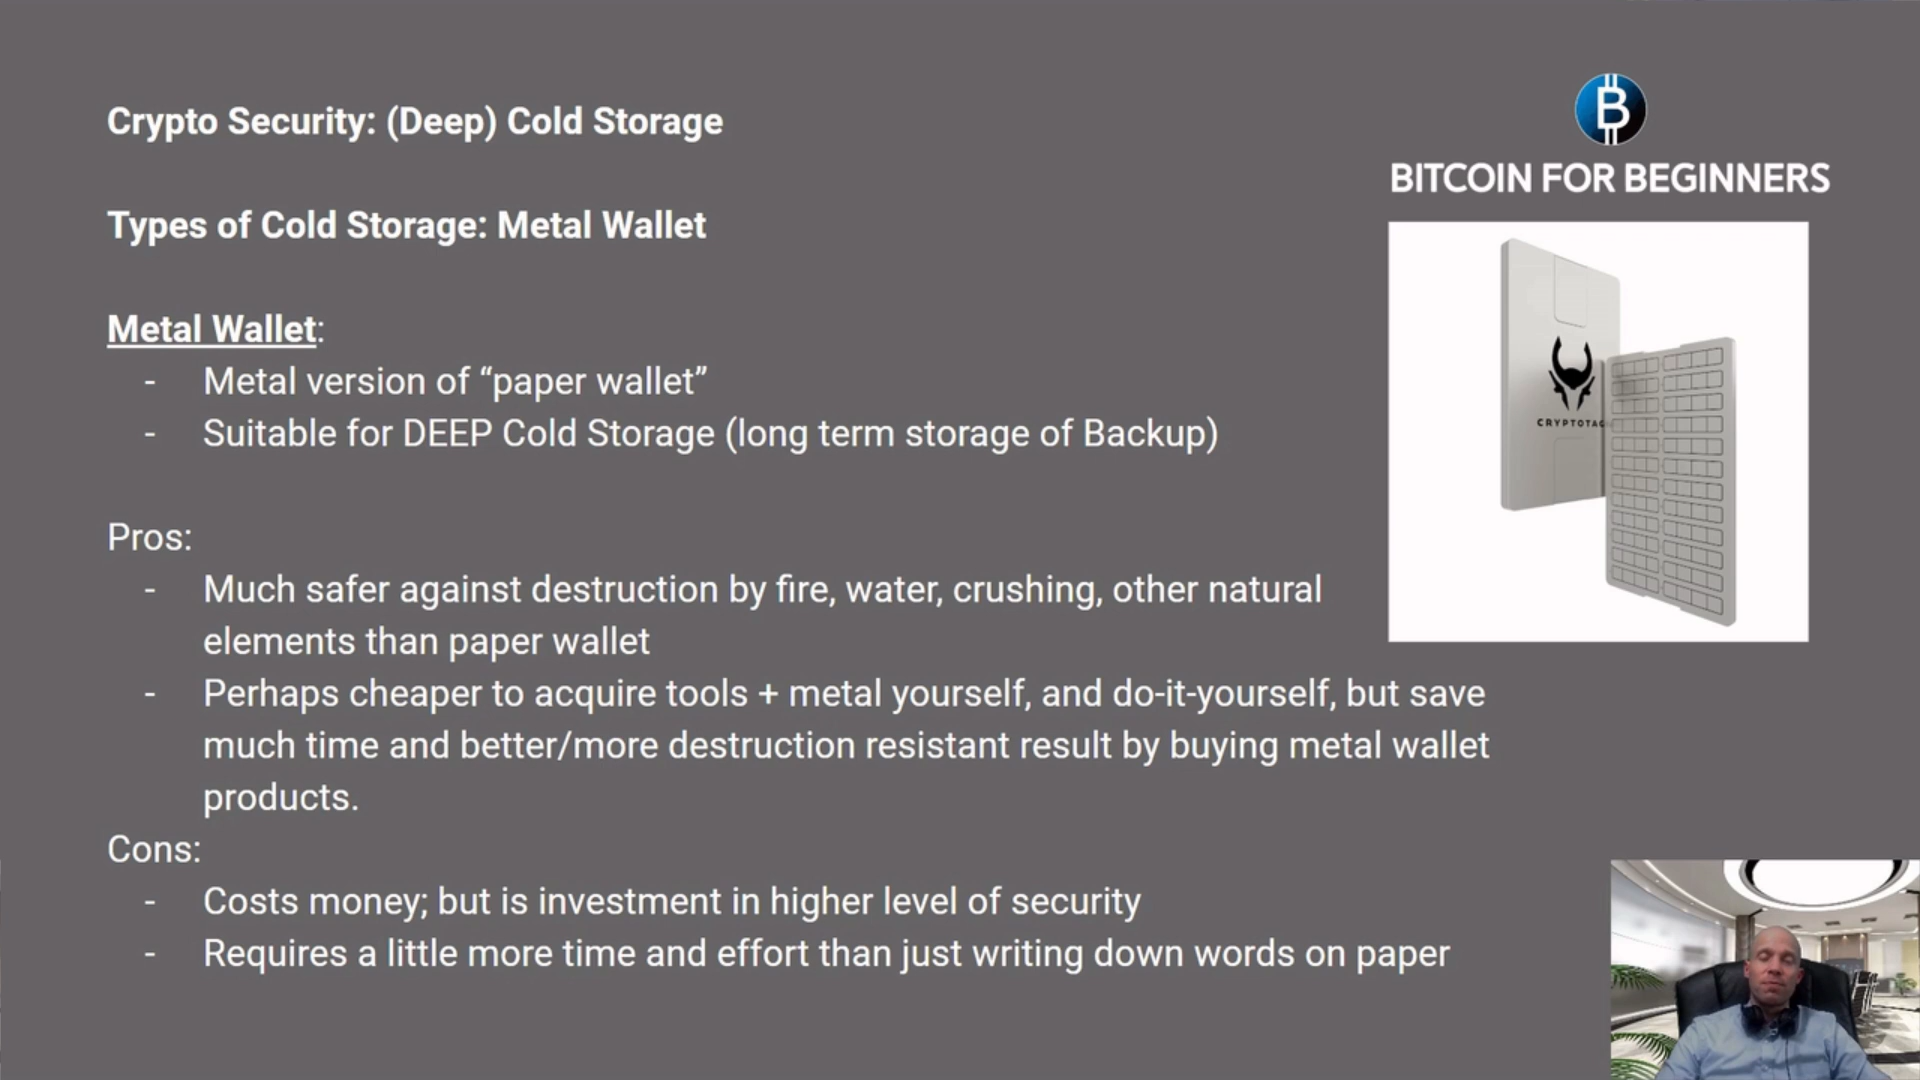 Crypto Security: (Deep) Cold Storage
BITCOIN FOR BEGINNERS
Types of Cold Storage: Metal Wallet
Metal Wallet:
- Metal version of “paper wallet”
- Suitable for DEEP Cold Storage (long term storage of Backup)
CRYPTOTAG
Pros:
- Much safer against destruction by fire, water, crushing, other natural
elements than paper wallet
- Perhaps cheaper to acquire tools + metal yourself, and do-it-yourself, but save
much time and better/more destruction resistant result by buying metal wallet
products.
Cons:
- Costs money; but is investment in higher level of security
- Requires a little more time and effort than just writing down words on paper